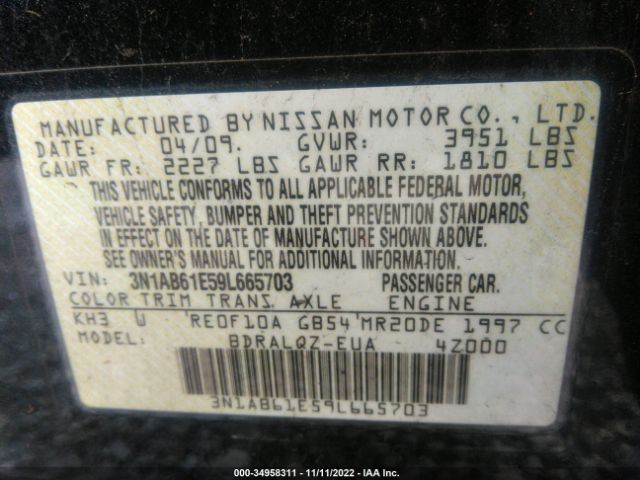 MANUFACTURED BY NISSAN MOTOR CO., LTD.
DATE: 04/09. GVWR: 3951 LBS
GAWR FR: 2227 LBS GAWR RR: 1810 LBS
THIS VEHICLE CONFORMS TO ALL APPLICABLE FEDERAL MOTOR,
VEHICLE SAFETY, BUMPER AND THEFT PREVENTION STANDARDS
IN EFFECT ON THE DATE OF MANUFACTURE SHOWN ABOVE.
SEE OWNER'S MANUAL FOR ADDITIONAL INFORMATION.
VIN: 3N1AB61E59L665703 PASSENGER CAR.
COLOR TRIM TRANS AXLE ENGINE
KH3 W RE0F10A GB54 MR20DE 1997 CC
MODEL: BDRALQZ-EUA 4Z000
3N1AB61E59L665703
000-34958311 - 11/11/2022 - IAA Inc.